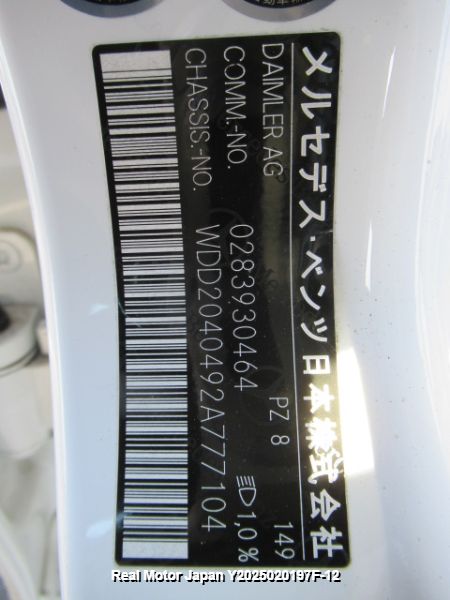 メルセデス・ベンツ日本株式会社
DAIMLER AG PZ 8 149
COMM.-NO. 0283930464 1,0 %
CHASSIS.-NO. WDD2040492A777104
Real Motor Japan Y2025020197F-12